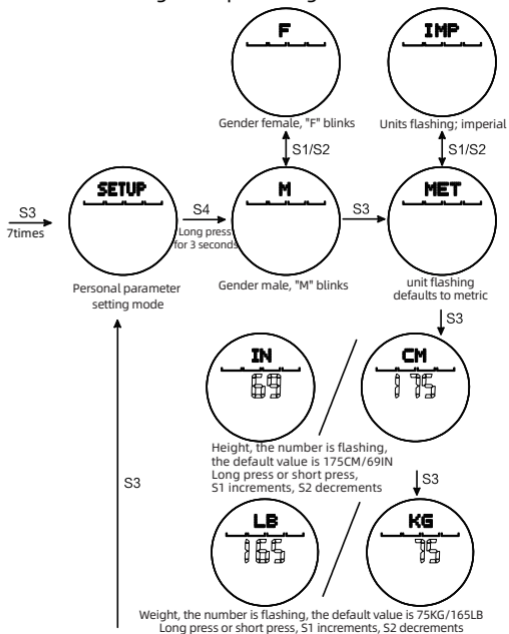 F
IMP
Gender female, "F" blinks
Units flashing; imperial
S1/S2
S1/S2
SETUP
M
MET
S3
7times
S4
Long press
for 3 seconds
S3
Personal parameter
setting mode
Gender male, "M" blinks
unit flashing
defaults to metric
S3
IN
69
CM
175
Height, the number is flashing,
the default value is 175CM/69IN
Long press or short press,
S1 increments, S2 decrements
S3
S3
LB
165
KG
75
Weight, the number is flashing, the default value is 75KG/165LB
Long press or short press, S1 increments, S2 decrements